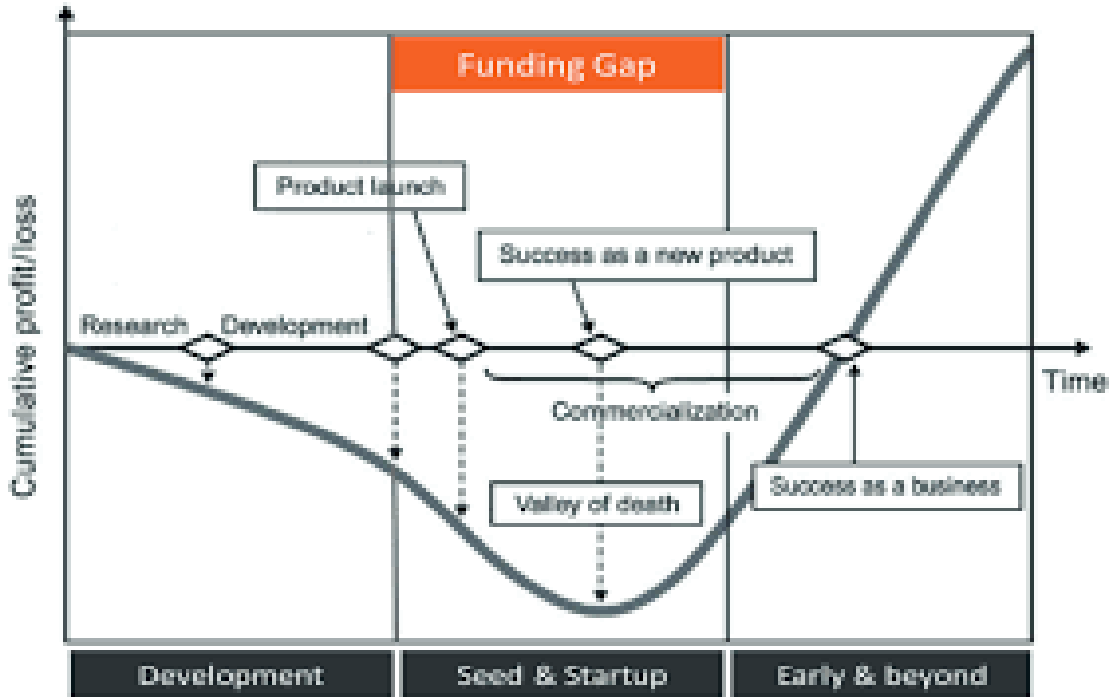 Funding Gap
Product launch
Success as a new product
Research
Development
Cumulative profit/loss
Time
Commercialization
Valley of death
Success as a business
Development
Seed & Startup
Early & beyond